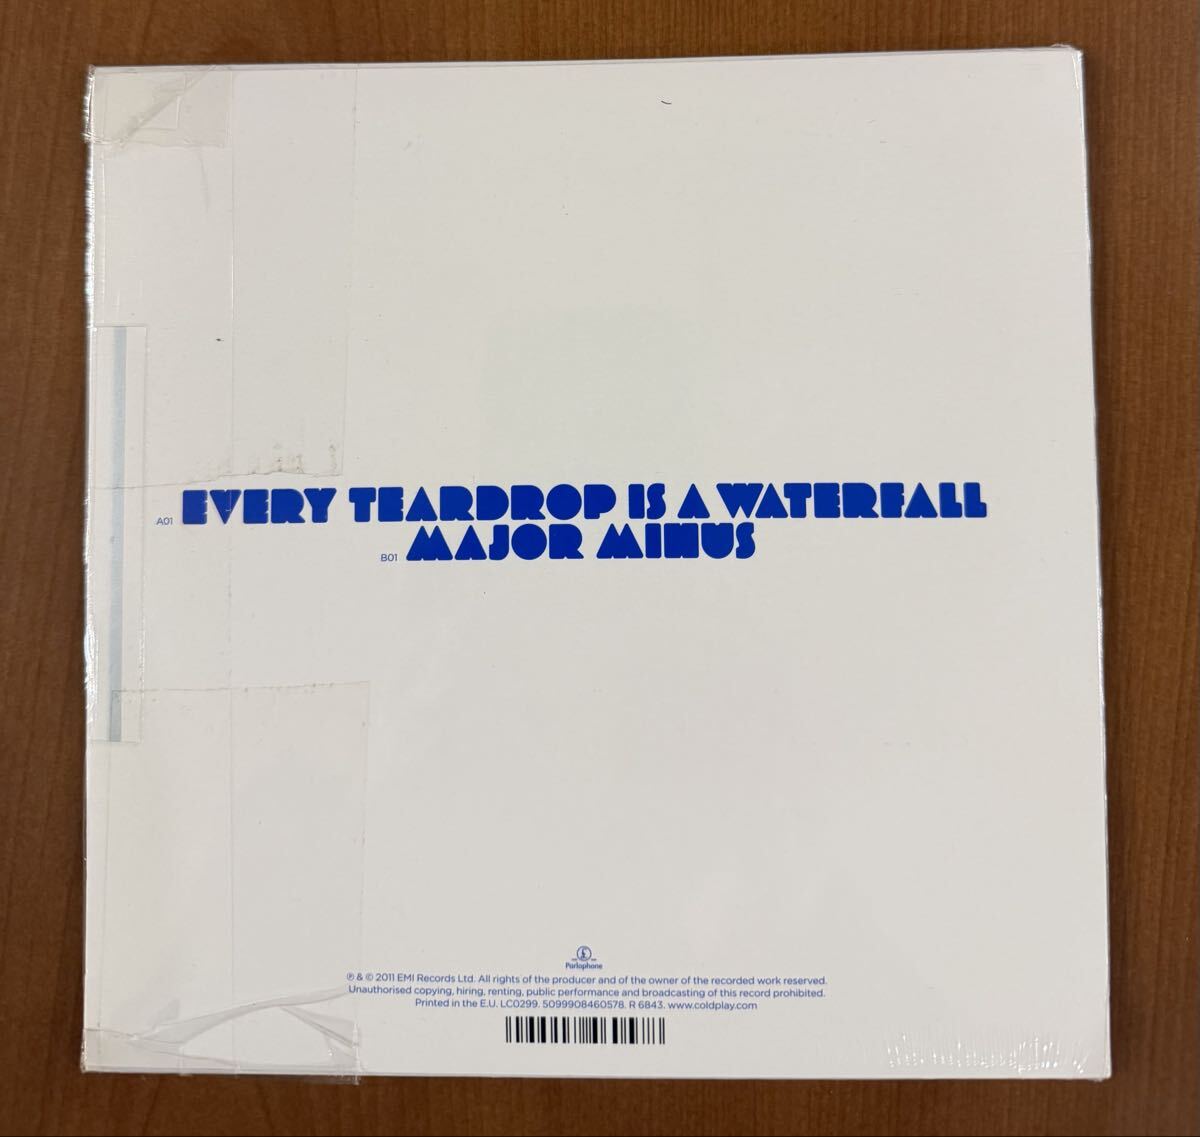 A01 EVERY TEARDROP IS A WATERFALL
B01 MAJOR MINUS
£
Parlophone
℗ & © 2011 EMI Records Ltd. All rights of the producer and of the owner of the recorded work reserved.
Unauthorised copying, hiring, renting, public performance and broadcasting of this record prohibited.
Printed in the E.U. LC0299. 5099908460578. R 6843. www.coldplay.com